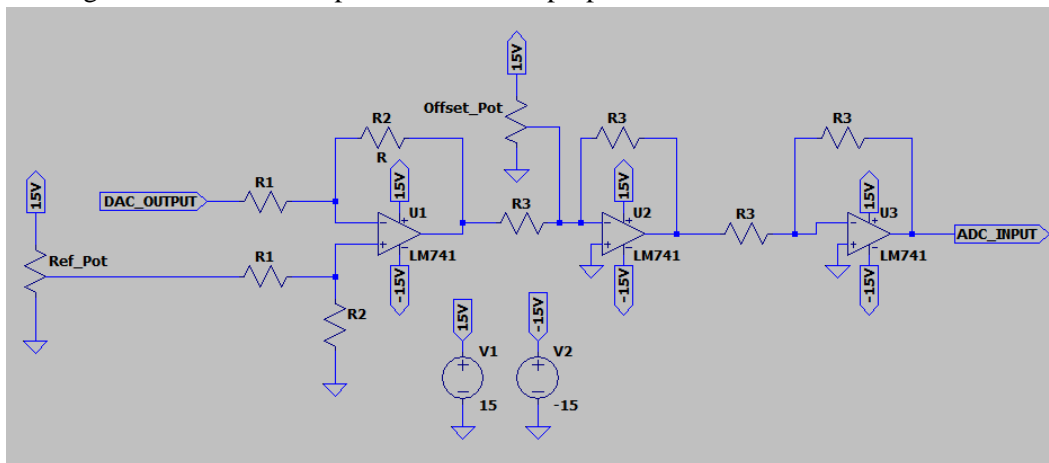 15V
Offset_Pot
R2
R
R3
R3
15V
15V
15V
15V
DAC_OUTPUT
R1
U1
R3
U2
R3
U3
ADC_INPUT
LM741
LM741
LM741
Ref_Pot
R1
-15V
-15V
-15V
R2
15V
-15V
V1
V2
15
-15